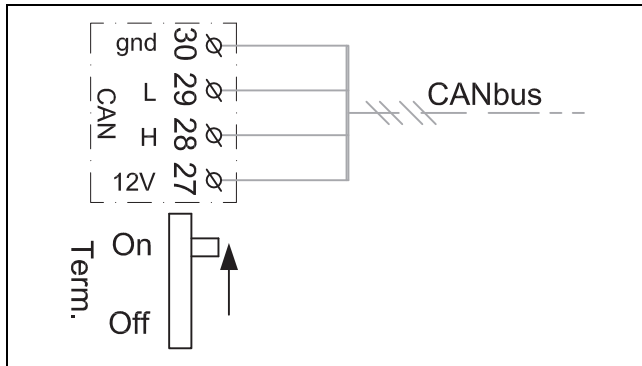 gnd 30
L 29
H 28
12V 27
CAN
CANbus
Term.
On
Off